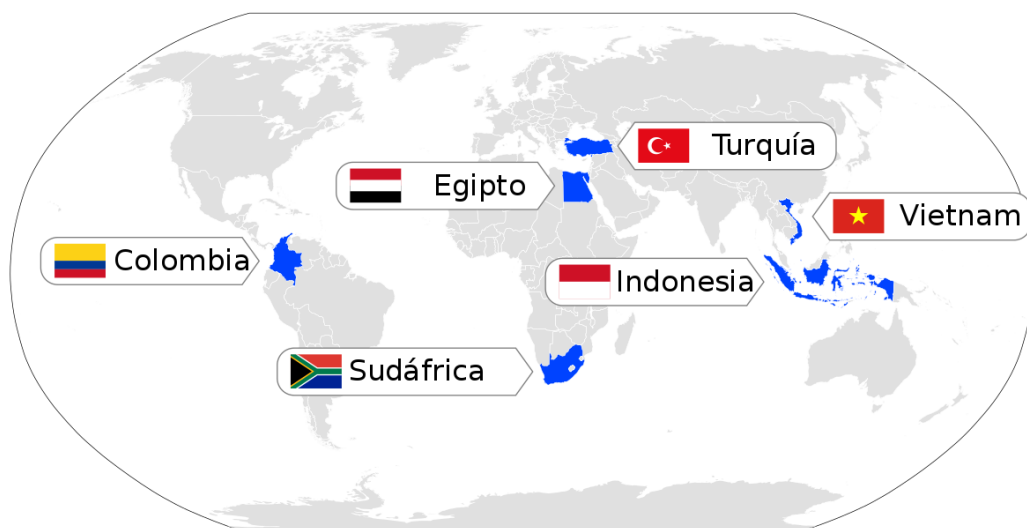 Turquía
Egipto
Vietnam
Colombia
Indonesia
Sudáfrica